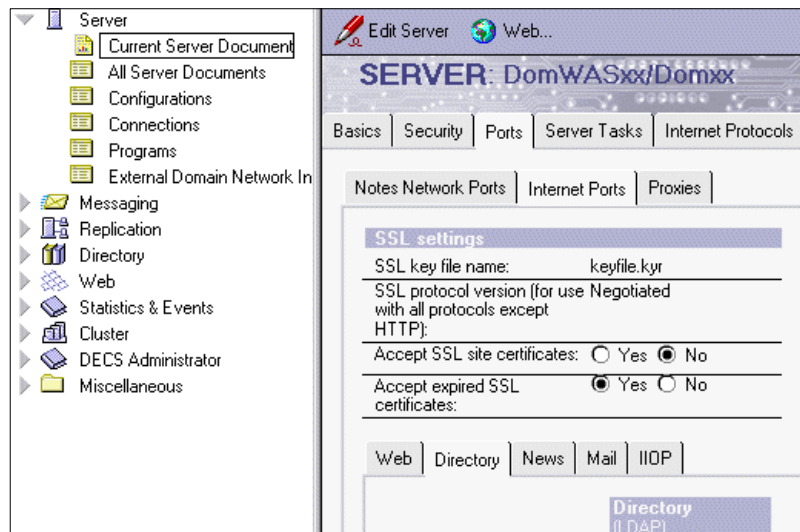 Server
Current Server Document
All Server Documents
Configurations
Connections
Programs
External Domain Network In
Messaging
Replication
Directory
Web
Statistics & Events
Cluster
DECS Administrator
Miscellaneous
Edit Server Web...
SERVER: DomWASxx/Domxx
Basics Security Ports Server Tasks Internet Protocols
Notes Network Ports Internet Ports Proxies
SSL settings
SSL key file name: keyfile.kyr
SSL protocol version (for use Negotiated
with all protocols except
HTTP):
Accept SSL site certificates: Yes No
Accept expired SSL Yes No
certificates:
Web Directory News Mail IIOP
Directory
(LDAP)